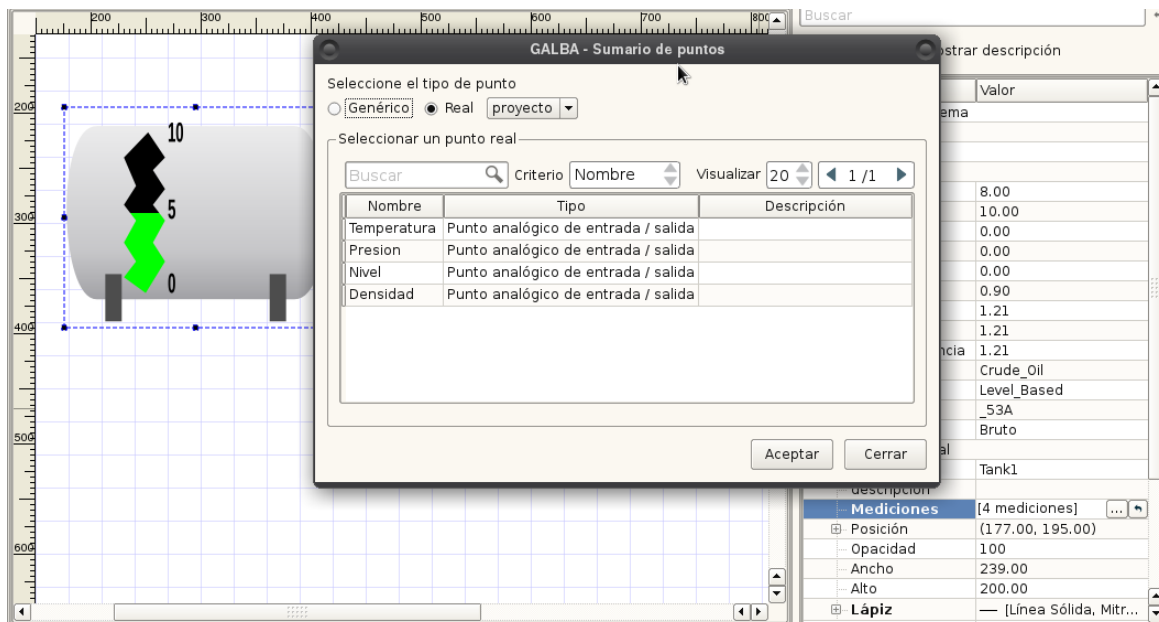 200 300 400 500 600 700 800
Buscar
GALBA - Sumario de puntos
strar descripción
Seleccione el tipo de punto
Genérico Real proyecto
Seleccionar un punto real
Buscar Criterio Nombre Visualizar 20 1 /1
Nombre Tipo Descripción
Temperatura Punto analógico de entrada / salida
Presion Punto analógico de entrada / salida
Nivel Punto analógico de entrada / salida
Densidad Punto analógico de entrada / salida
Aceptar Cerrar
200
300
400
500
600
10
5
0
Valor
ema
8.00
10.00
0.00
0.00
0.00
0.90
1.21
1.21
ncia 1.21
Crude_Oil
Level_Based
_53A
Bruto
al
Tank1
descripción
Mediciones [4 mediciones] ...
Posición (177.00, 195.00)
Opacidad 100
Ancho 239.00
Alto 200.00
Lápiz [Línea Sólida, Mitr...